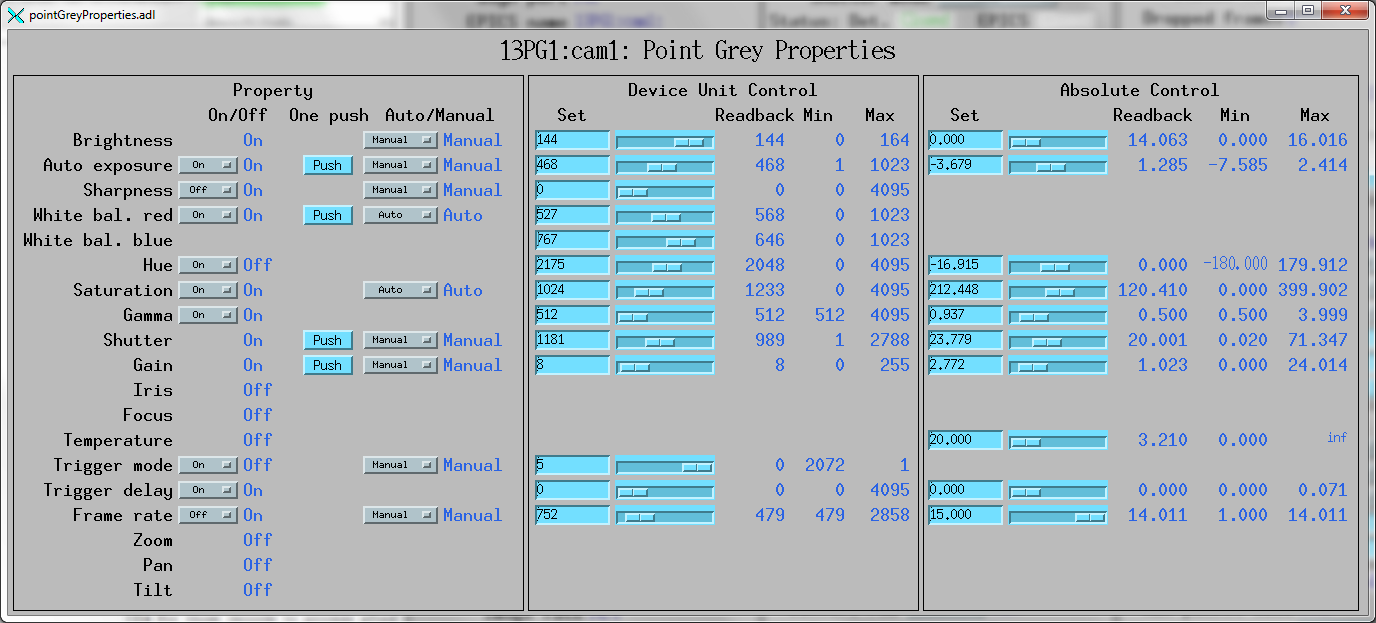 pointGreyProperties.adl
13PG1:cam1: Point Grey Properties
Property Device Unit Control Absolute Control
On/Off One push Auto/Manual Set Readback Min Max Set Readback Min Max
Brightness On Manual Manual 144 144 0 164 0.000 14.063 0.000 16.016
Auto exposure On On Push Manual Manual 468 468 1 1023 -3.679 1.285 -7.585 2.414
Sharpness Off On Manual Manual 0 0 0 4095
White bal. red On On Push Auto Auto 527 568 0 1023
White bal. blue 767 646 0 1023
Hue On Off 2175 2048 0 4095 -16.915 0.000 -180.000 179.912
Saturation On On Auto Auto 1024 1233 0 4095 212.448 120.410 0.000 399.902
Gamma On On 512 512 512 4095 0.937 0.500 0.500 3.999
Shutter On Push Manual Manual 1181 989 1 2788 23.779 20.001 0.020 71.347
Gain On Push Manual Manual 8 8 0 255 2.772 1.023 0.000 24.014
Iris Off
Focus Off
Temperature Off 20.000 3.210 0.000 inf
Trigger mode On Off Manual Manual 5 0 2072 1
Trigger delay On On 0 0 0 4095 0.000 0.000 0.000 0.071
Frame rate Off On Manual Manual 752 479 479 2858 15.000 14.011 1.000 14.011
Zoom Off
Pan Off
Tilt Off